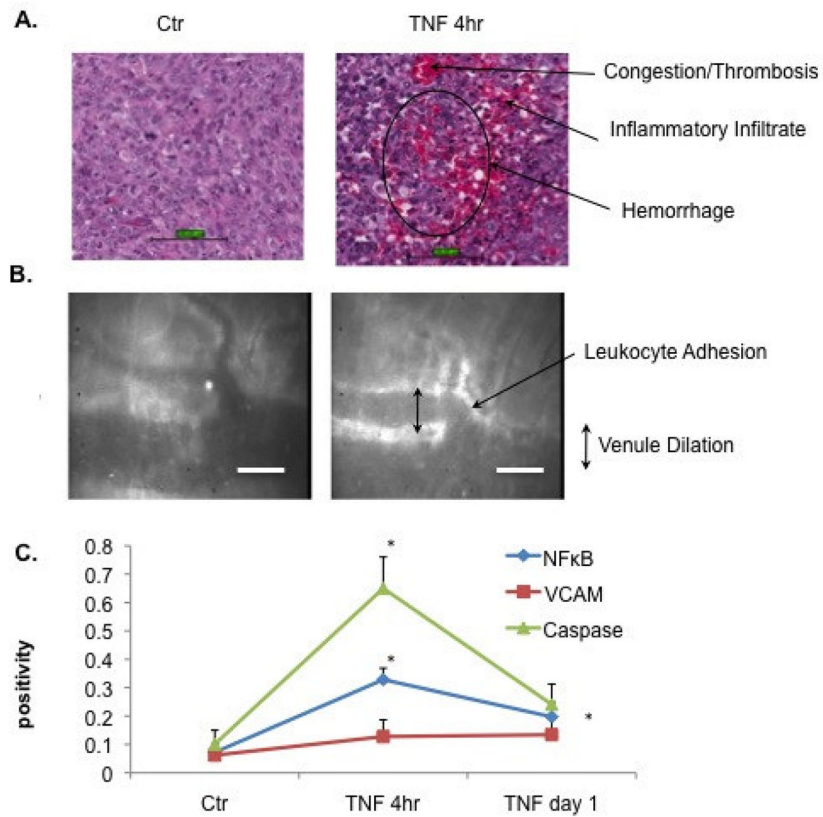 A.
Ctr
TNF 4hr
Congestion/Thrombosis
Inflammatory Infiltrate
Hemorrhage
B.
Leukocyte Adhesion
Venule Dilation
C.
positivity
0.8
0.7
0.6
0.5
0.4
0.3
0.2
0.1
0
*
*
*
NFκB
VCAM
Caspase
Ctr
TNF 4hr
TNF day 1